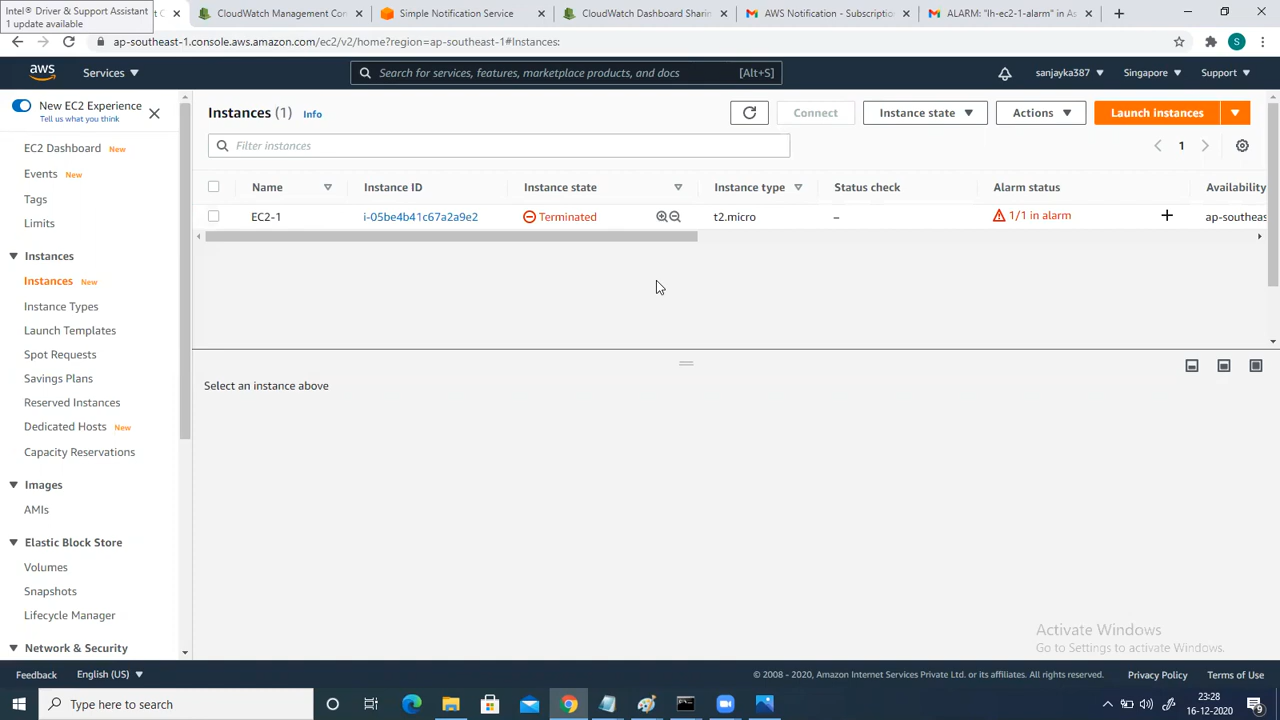 Intel® Driver & Support Assistant
1 update available
CloudWatch Management Con
Simple Notification Service
CloudWatch Dashboard Sharin
AWS Notification - Subscription
ALARM: "lh-ec2-1-alarm" in As
ap-southeast-1.console.aws.amazon.com/ec2/v2/home?region=ap-southeast-1#Instances:
S
aws
Services
Search for services, features, marketplace products, and docs
[Alt+S]
sanjayka387
Singapore
Support
New EC2 Experience
Tell us what you think
EC2 Dashboard New
Events New
Tags
Limits
Instances
Instances New
Instance Types
Launch Templates
Spot Requests
Savings Plans
Reserved Instances
Dedicated Hosts New
Capacity Reservations
Images
AMIs
Elastic Block Store
Volumes
Snapshots
Lifecycle Manager
Network & Security
Instances (1) Info
Connect
Instance state
Actions
Launch instances
Filter instances
1
Name
Instance ID
Instance state
Instance type
Status check
Alarm status
Availability
EC2-1
i-05be4b41c67a2a9e2
Terminated
t2.micro
–
1/1 in alarm
ap-southeas
Select an instance above
Activate Windows
Go to Settings to activate Windows.
Feedback
English (US)
© 2008 - 2020, Amazon Internet Services Private Ltd. or its affiliates. All rights reserved.
Privacy Policy
Terms of Use
Type here to search
23:28
16-12-2020